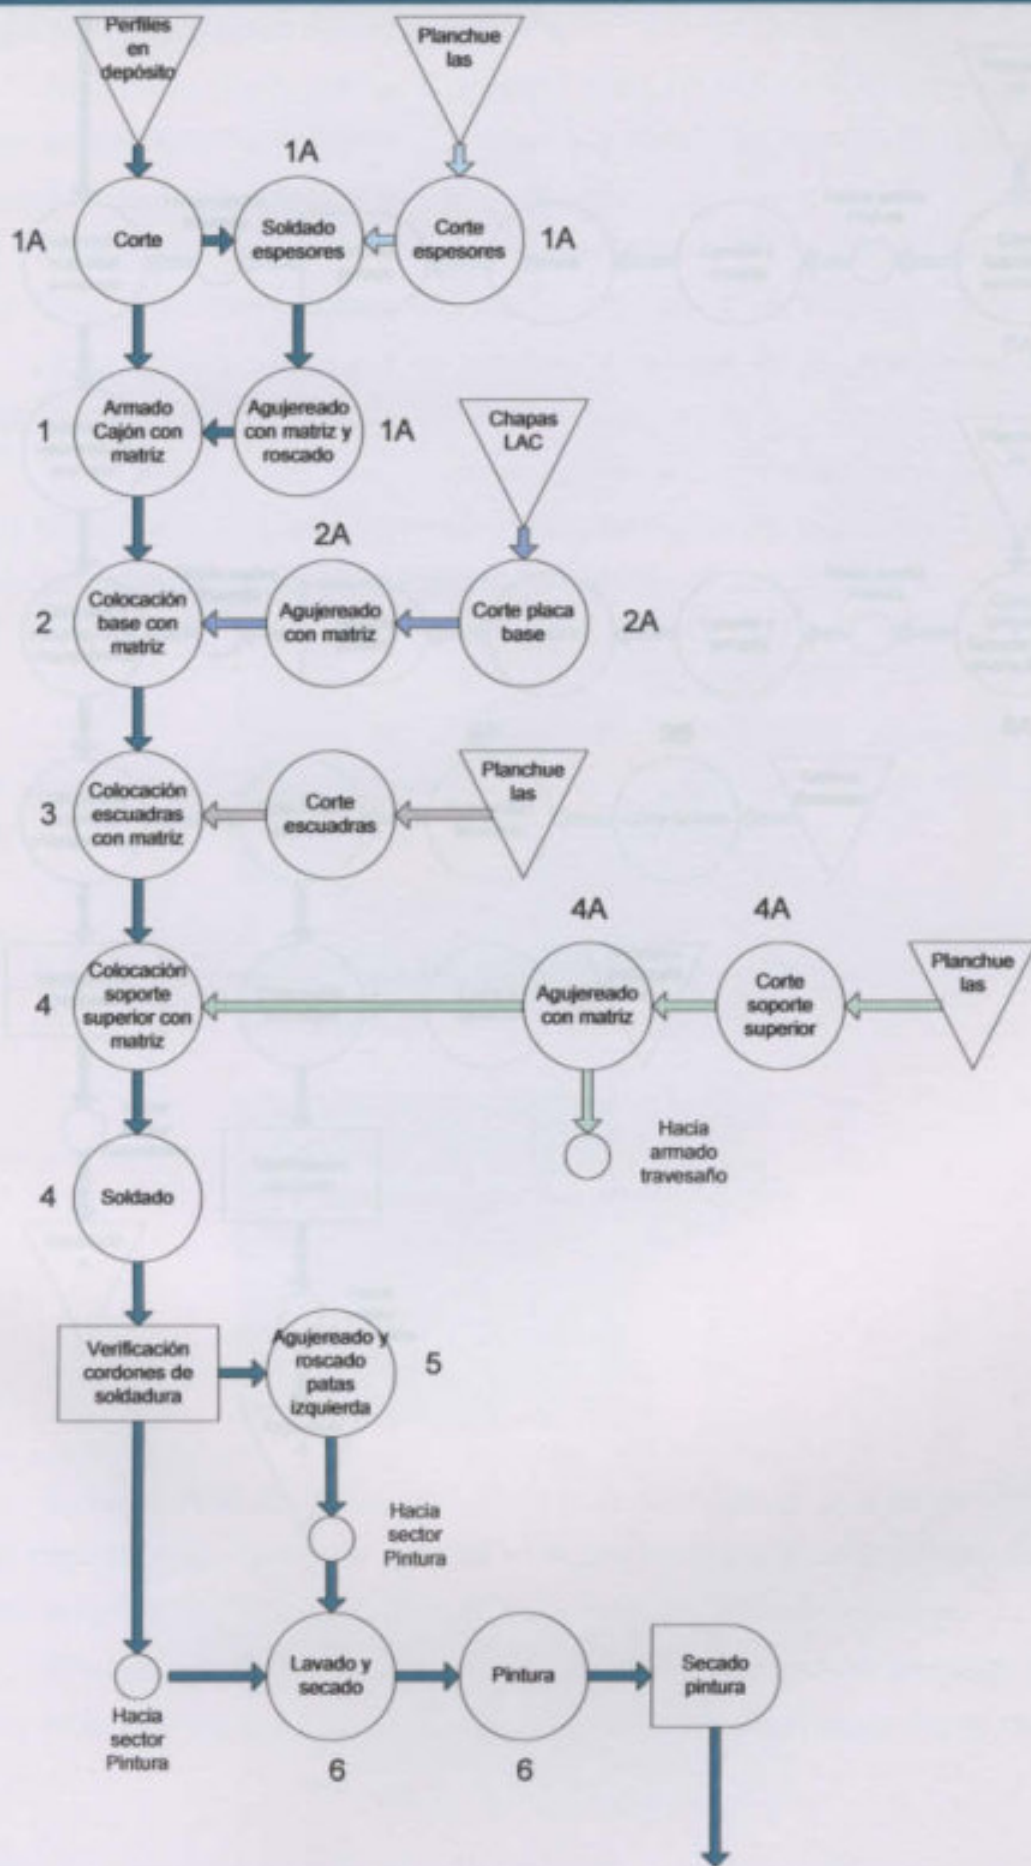 Perfiles
en
depósito
Planchue
las
1A
1A
Corte
Soldado
espesores
Corte
espesores
1A
1
Armado
Cajón con
matriz
Agujereado
con matriz y
roscado
1A
Chapas
LAC
2A
2
Colocación
base con
matriz
Agujereado
con matriz
Corte placa
base
2A
3
Colocación
escuadras
con matriz
Corte
escuadras
Planchue
las
4A
4A
4
Colocación
soporte
superior con
matriz
Agujereado
con matriz
Corte
soporte
superior
Planchue
las
Hacia
armado
travesaño
4
Soldado
Verificación
cordones de
soldadura
Agujereado y
roscado
patas
izquierda
5
Hacia
sector
Pintura
Lavado y
secado
Pintura
Secado
pintura
Hacia
sector
Pintura
6
6